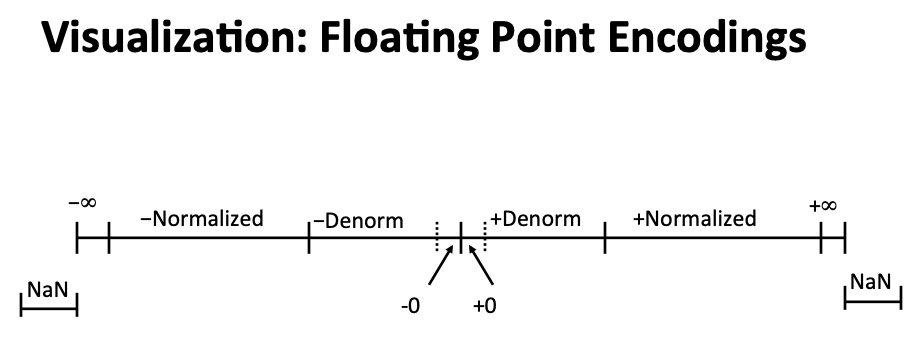 Visualization: Floating Point Encodings
−∞
+∞
−Normalized
−Denorm
+Denorm
+Normalized
NaN
NaN
-0
+0